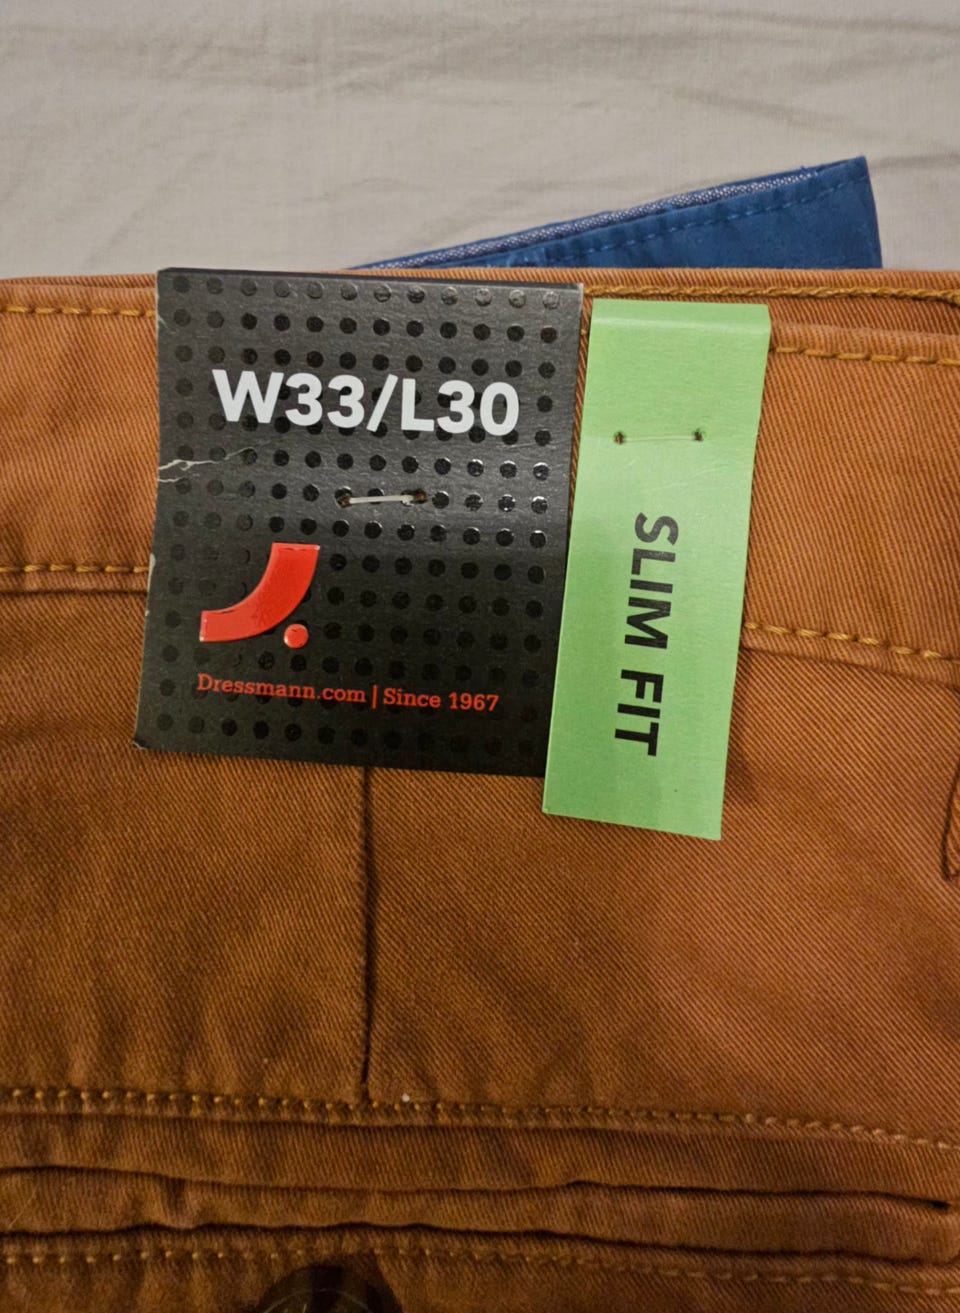 W33/L30
Dressmann.com | Since 1967
SLIM FIT